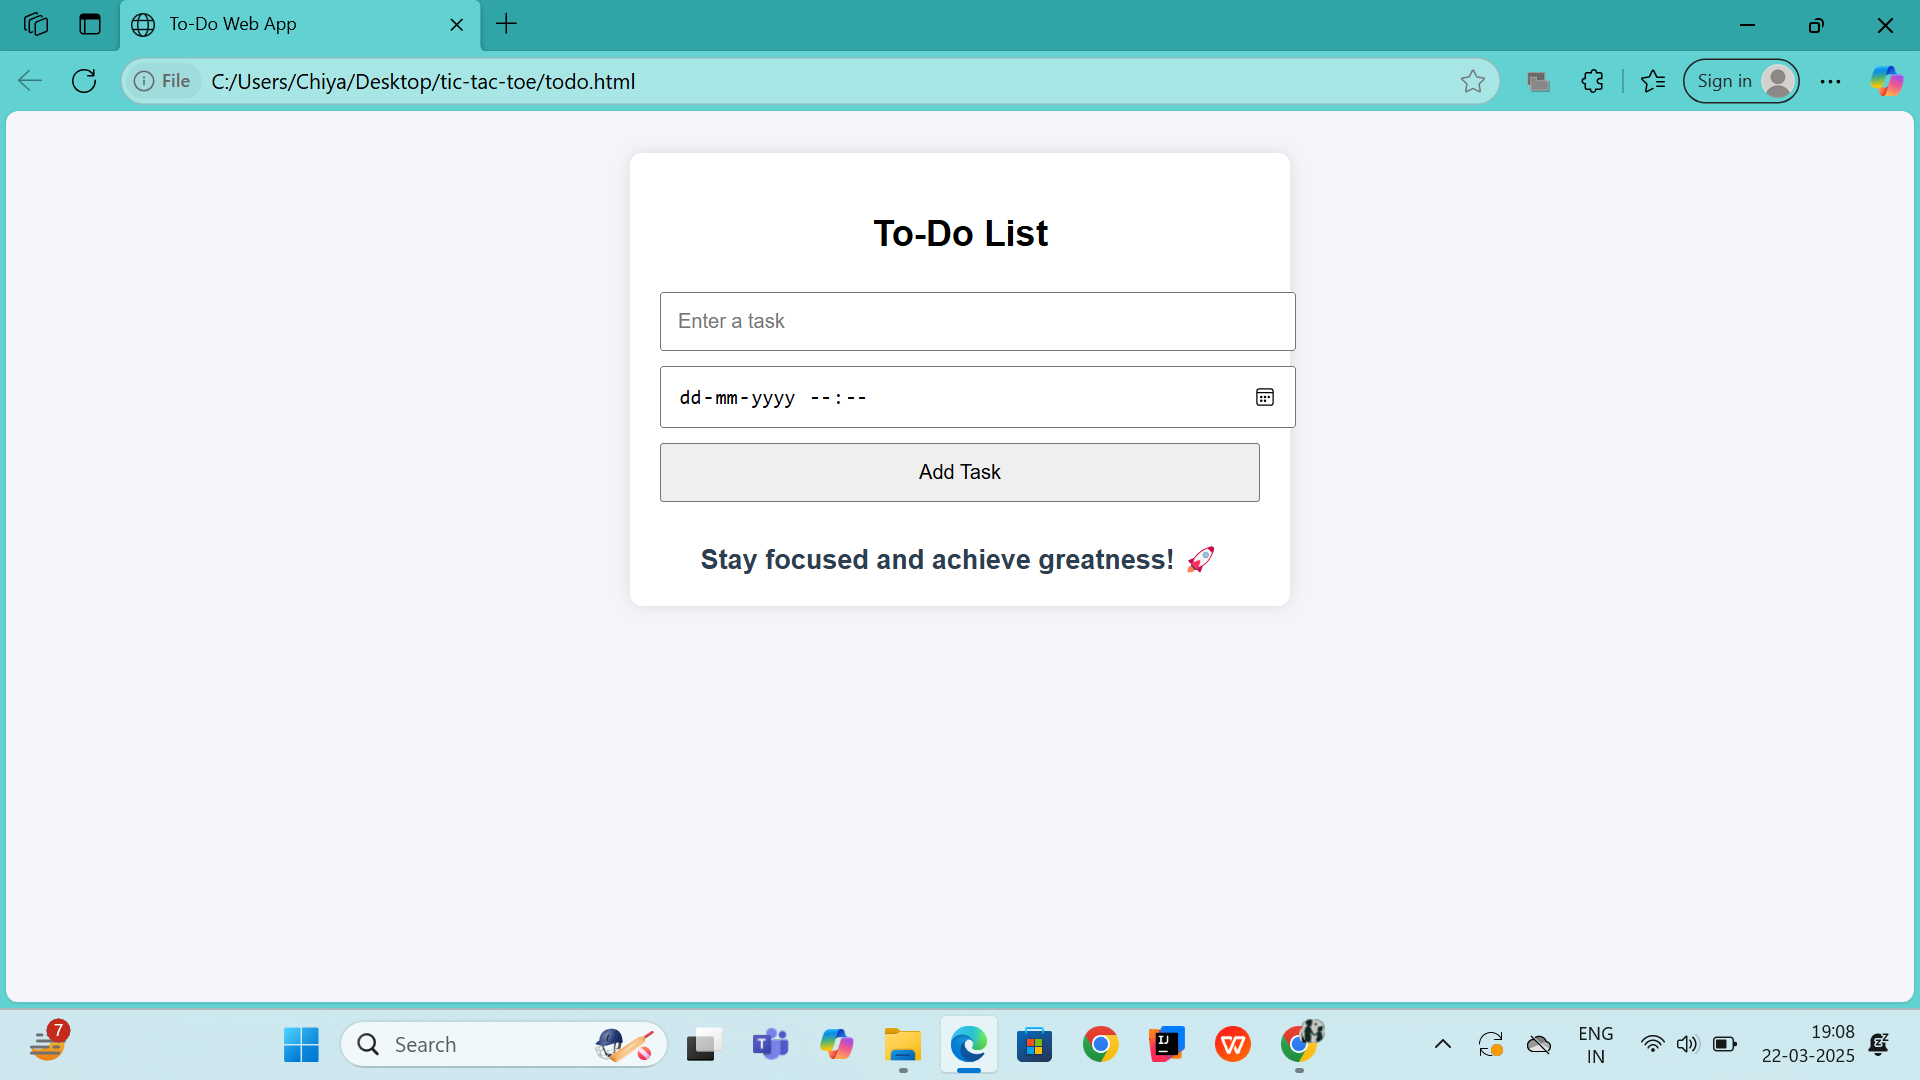 To-Do Web App
File C:/Users/Chiya/Desktop/tic-tac-toe/todo.html
Sign in
To-Do List
Enter a task
dd-mm-yyyy --:--
Add Task
Stay focused and achieve greatness! 🚀
7
Search
T
IJ
W
ENG
IN
19:08
22-03-2025